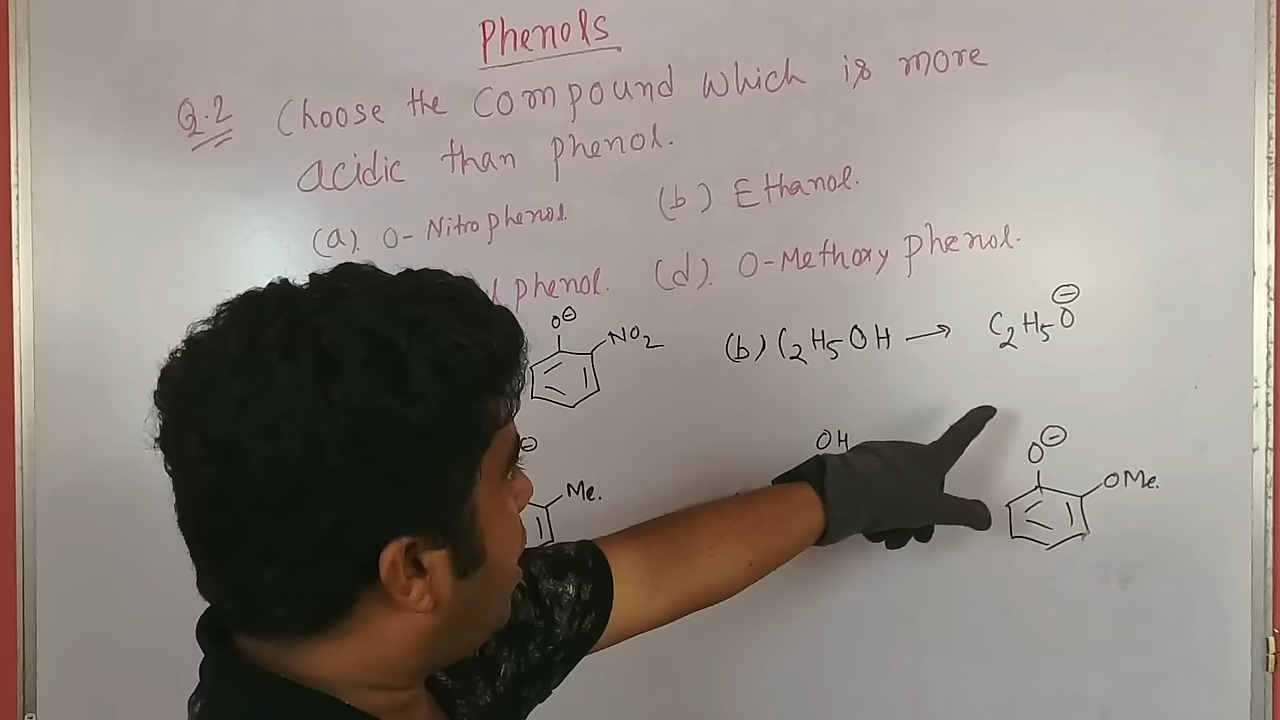 Phenols
Q.2 Choose the compound which is more
acidic than phenol.
(a). O-Nitrophenol. (b) Ethanol.
phenol. (d). O-Methoxy phenol.
O⊖ NO2 (b) C2H5OH → C2H5O⊖
⊖ Me. OH O⊖ OMe.